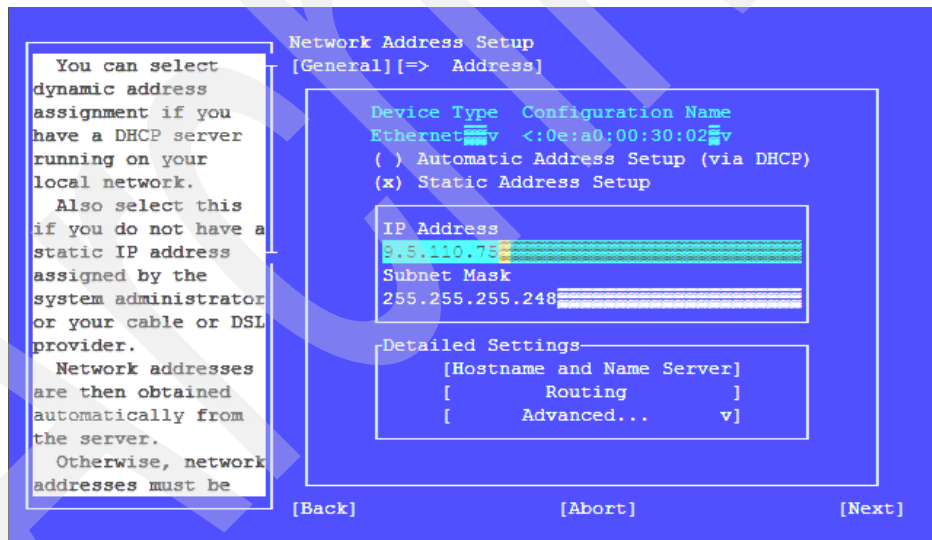 Network Address Setup
[General][=>  Address]
You can select
dynamic address
assignment if you
have a DHCP server
running on your
local network.
Also select this
if you do not have a
static IP address
assigned by the
system administrator
or your cable or DSL
provider.
Network addresses
are then obtained
automatically from
the server.
Otherwise, network
addresses must be
Device Type  Configuration Name
Ethernet v  <:0e:a0:00:30:02 v
( ) Automatic Address Setup (via DHCP)
(x) Static Address Setup
IP Address
9.5.110.75
Subnet Mask
255.255.255.248
Detailed Settings
[Hostname and Name Server]
[ Routing ]
[ Advanced... v]
[Back] [Abort] [Next]